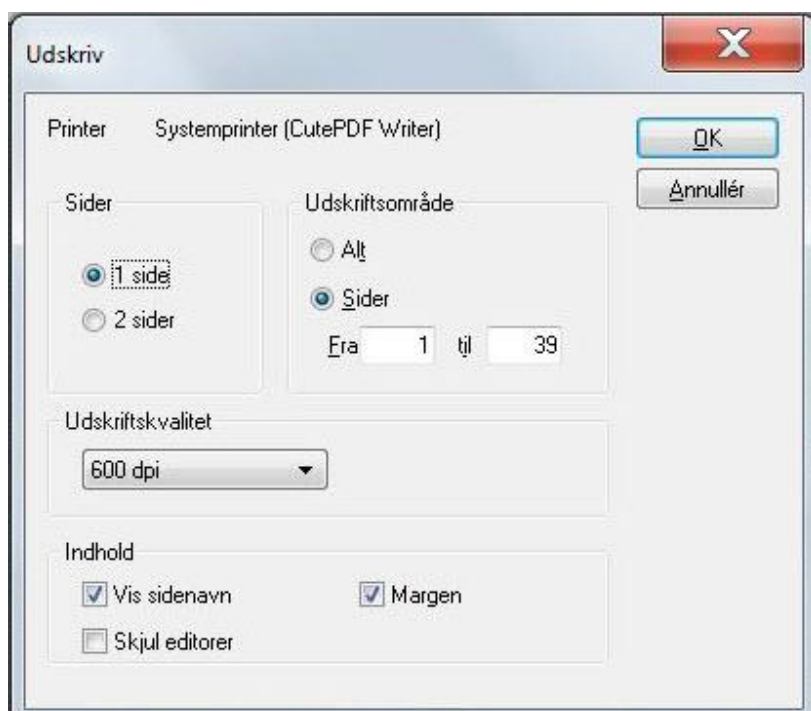 Udskriv
Printer Systemprinter (CutePDF Writer)
OK
Annullér
Sider
1 side
2 sider
Udskriftsområde
Alt
Sider
Fra 1 til 39
Udskriftskvalitet
600 dpi
Indhold
Vis sidenavn
Margen
Skjul editorer